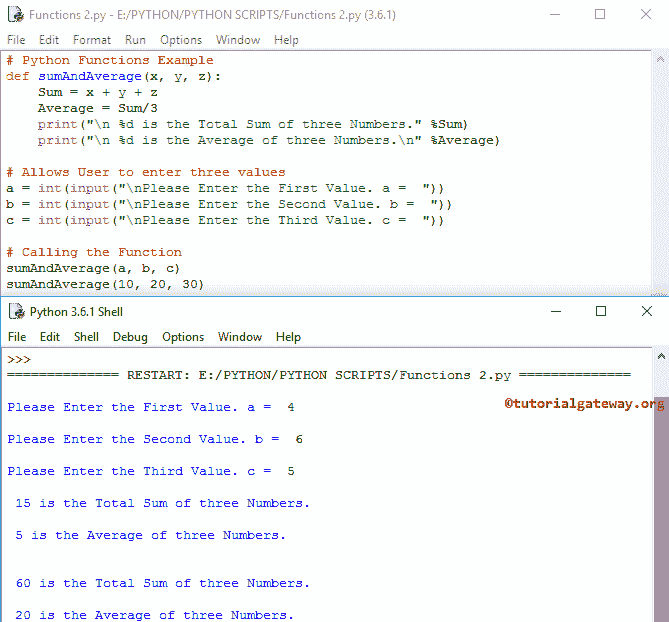 Functions 2.py - E:/PYTHON/PYTHON SCRIPTS/Functions 2.py (3.6.1)
File Edit Format Run Options Window Help
# Python Functions Example
def sumAndAverage(x, y, z):
    Sum = x + y + z
    Average = Sum/3
    print("\n %d is the Total Sum of three Numbers." %Sum)
    print("\n %d is the Average of three Numbers.\n" %Average)
# Allows User to enter three values
a = int(input("\nPlease Enter the First Value. a =  "))
b = int(input("\nPlease Enter the Second Value. b =  "))
c = int(input("\nPlease Enter the Third Value. c =  "))
# Calling the Function
sumAndAverage(a, b, c)
sumAndAverage(10, 20, 30)
Python 3.6.1 Shell
File Edit Shell Debug Options Window Help
>>>
============== RESTART: E:/PYTHON/PYTHON SCRIPTS/Functions 2.py ==============
Please Enter the First Value. a =  4
©tutorialgateway.org
Please Enter the Second Value. b =  6
Please Enter the Third Value. c =  5
 15 is the Total Sum of three Numbers.
 5 is the Average of three Numbers.
 60 is the Total Sum of three Numbers.
 20 is the Average of three Numbers.